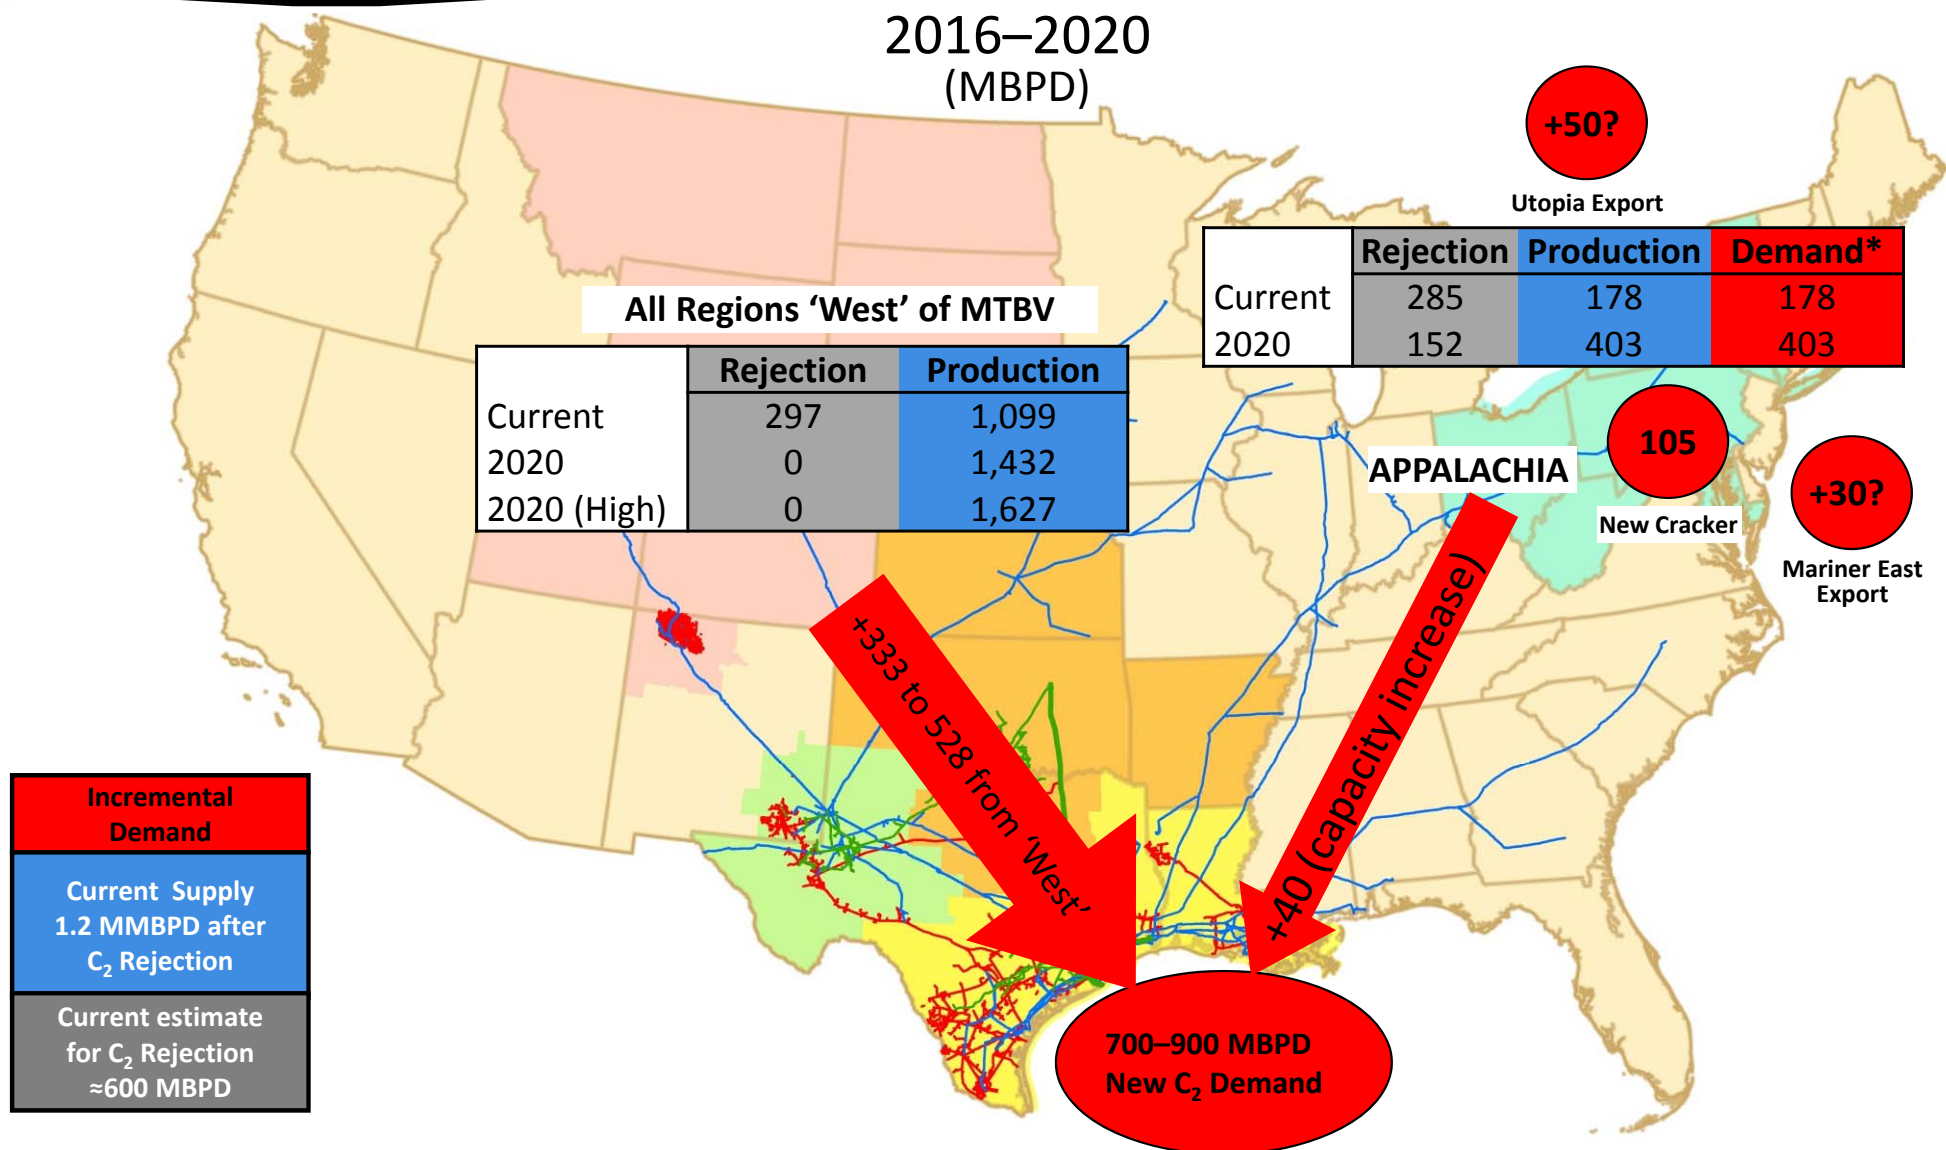 2016–2020
(MBPD)
+50?
Utopia Export
Rejection Production Demand*
Current 285 178 178
2020 152 403 403
All Regions ‘West’ of MTBV
Rejection Production
Current 297 1,099
2020 0 1,432
2020 (High) 0 1,627
APPALACHIA
105
New Cracker
+30?
Mariner East
Export
+333 to 528 from ‘West’
+40 (capacity increase)
Incremental
Demand
Current Supply
1.2 MMBPD after
C₂ Rejection
Current estimate
for C₂ Rejection
≈600 MBPD
700–900 MBPD
New C₂ Demand